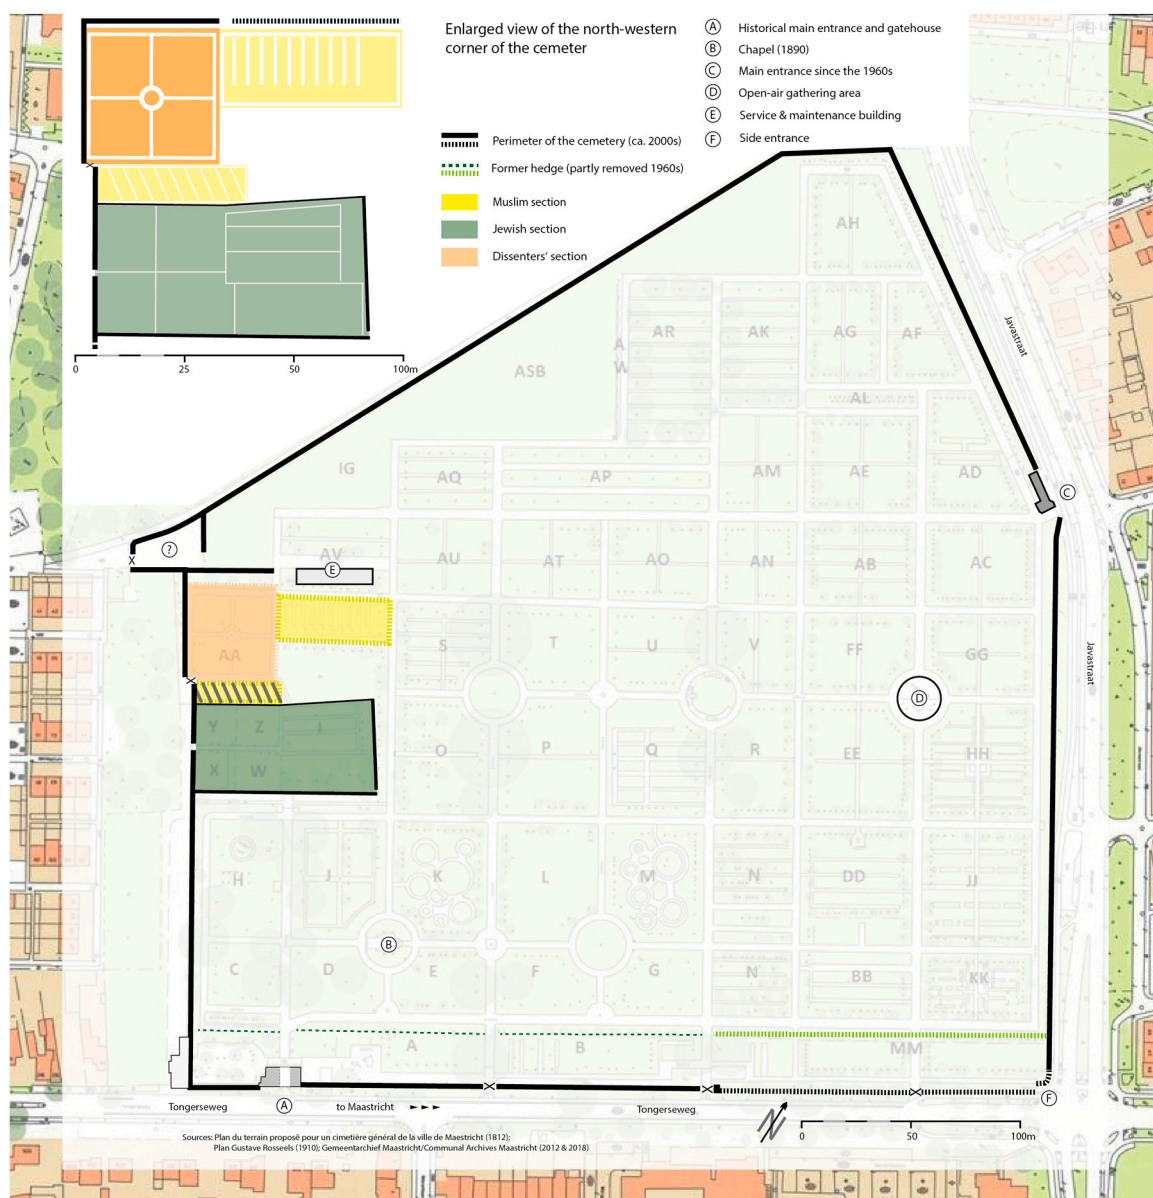 Enlarged view of the north-western
corner of the cemeter
A Historical main entrance and gatehouse
B Chapel (1890)
C Main entrance since the 1960s
D Open-air gathering area
E Service & maintenance building
F Side entrance
Perimeter of the cemetery (ca. 2000s)
Former hedge (partly removed 1960s)
Muslim section
Jewish section
Dissenters' section
0 25 50 100m
AH
Javastraat
AR AK AG AF
A
W
ASB
AL
IG AQ AP AM AE AD
C
?
X
AV AU AT AO AN AB AC
E
S T U V FF GG
AA
X
D
Y Z I
O P Q R EE HH
X W
H J K L M N DD JJ
B
C D E F G N BB KK
A B MM
Tongerseweg A to Maastricht Tongerseweg
F
N
0 50 100m
Javastraat
Sources: Plan du terrain proposé pour un cimetière général de la ville de Maestricht (1812);
Plan Gustave Rosseels (1910); Gemeentarchief Maastricht/Communal Archives Maastricht (2012 & 2018)